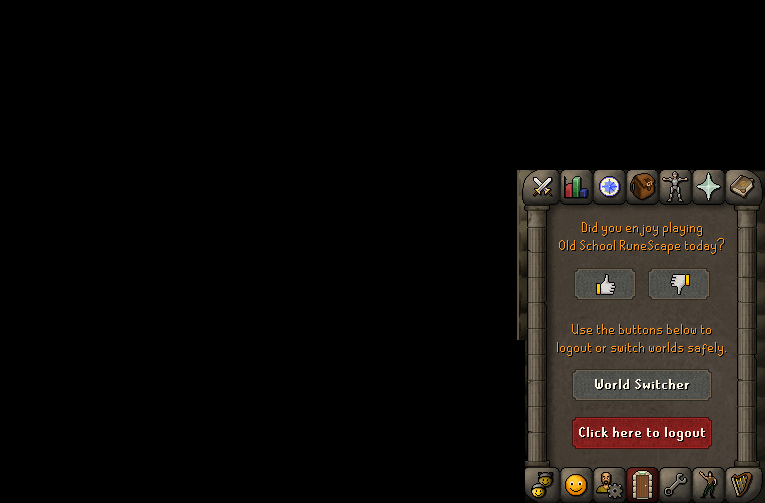 Did you enjoy playing
Old School RuneScape today?
Use the buttons below to
logout or switch worlds safely.
World Switcher
Click here to logout